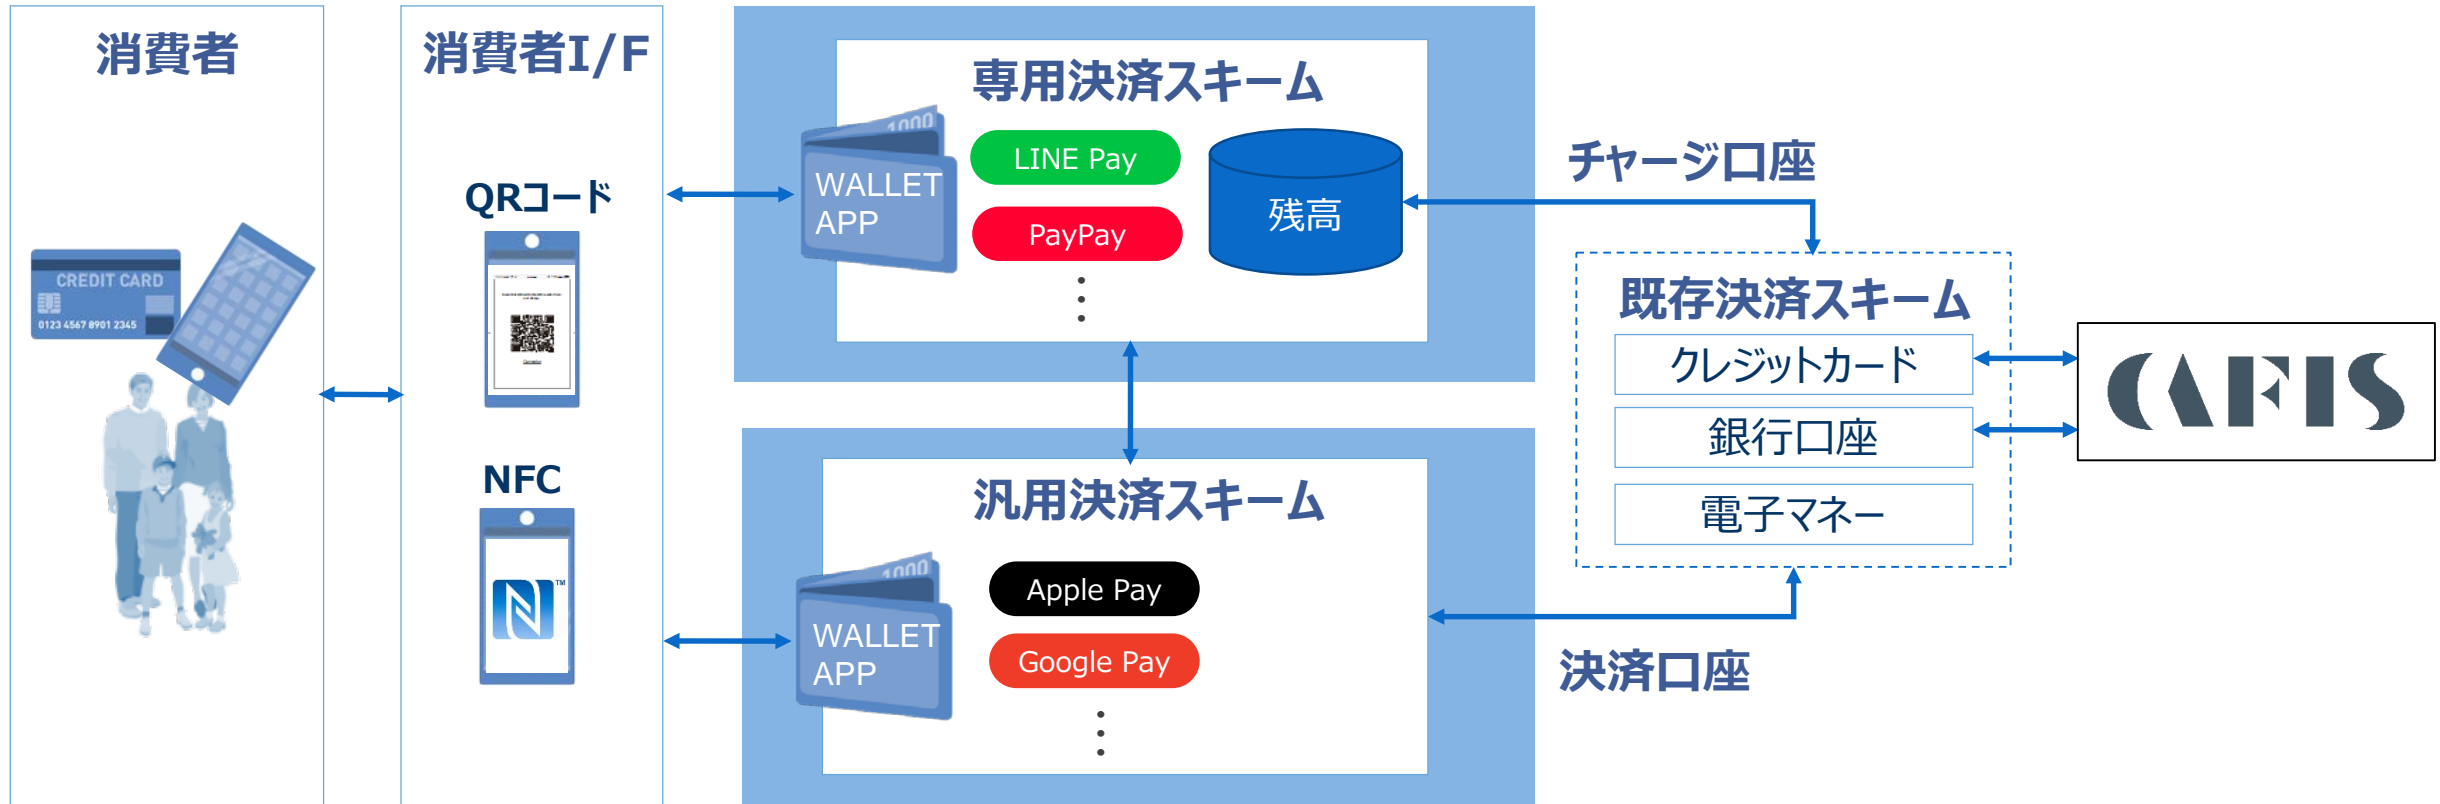 消費者
CREDIT CARD
0123 4567 8901 2345
消費者I/F
QRコード
NFC
専用決済スキーム
1000
WALLET
APP
LINE Pay
PayPay
残高
汎用決済スキーム
1000
WALLET
APP
Apple Pay
Google Pay
チャージ口座
既存決済スキーム
クレジットカード
銀行口座
電子マネー
決済口座
CAFIS